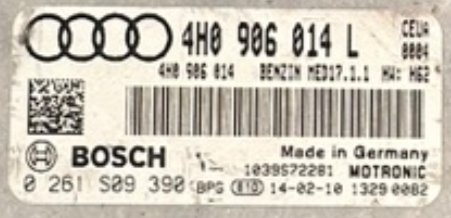 4H0 906 014 L CEUA
0004
4H0 906 014 BENZIN MED17.1.1 HW: H62
BOSCH
Made in Germany
1039S72281 MOTRONIC
0 261 S09 390 BPG 14-02-10 1329 0082